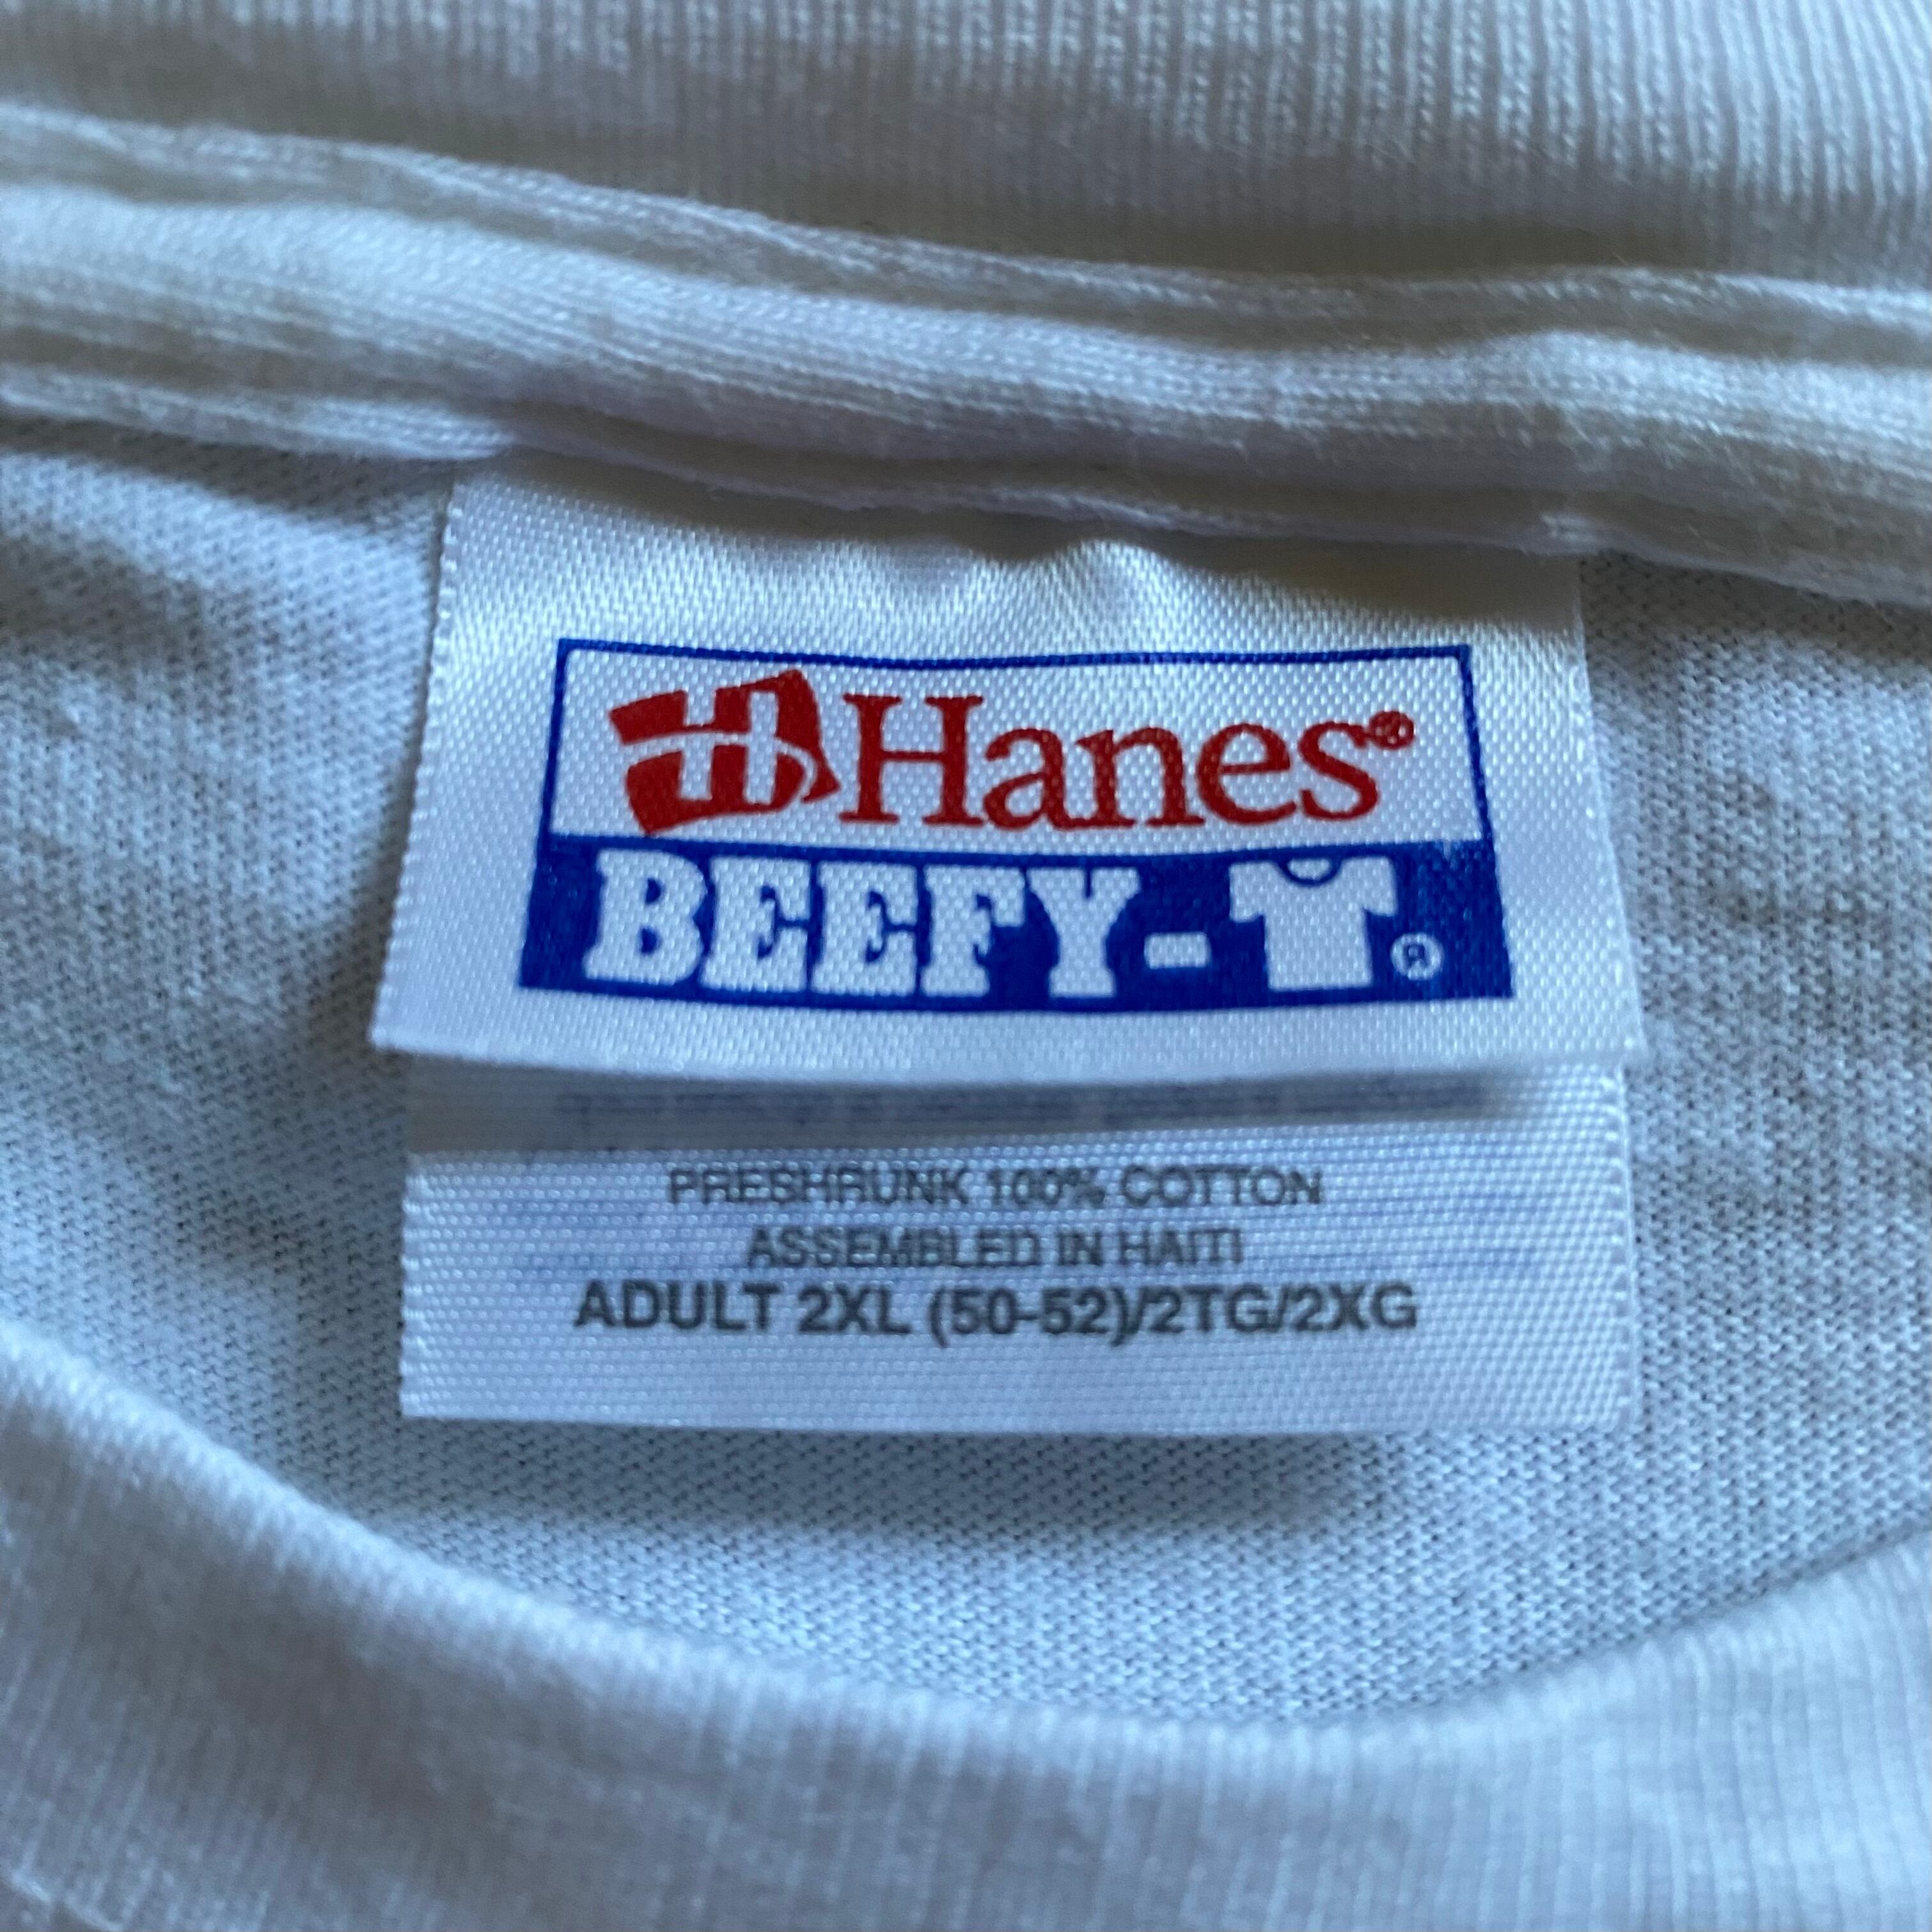 Hanes®
BEEFY-T®
PRESHRUNK 100% COTTON
ASSEMBLED IN HAITI
ADULT 2XL (50-52)/2TG/2XG